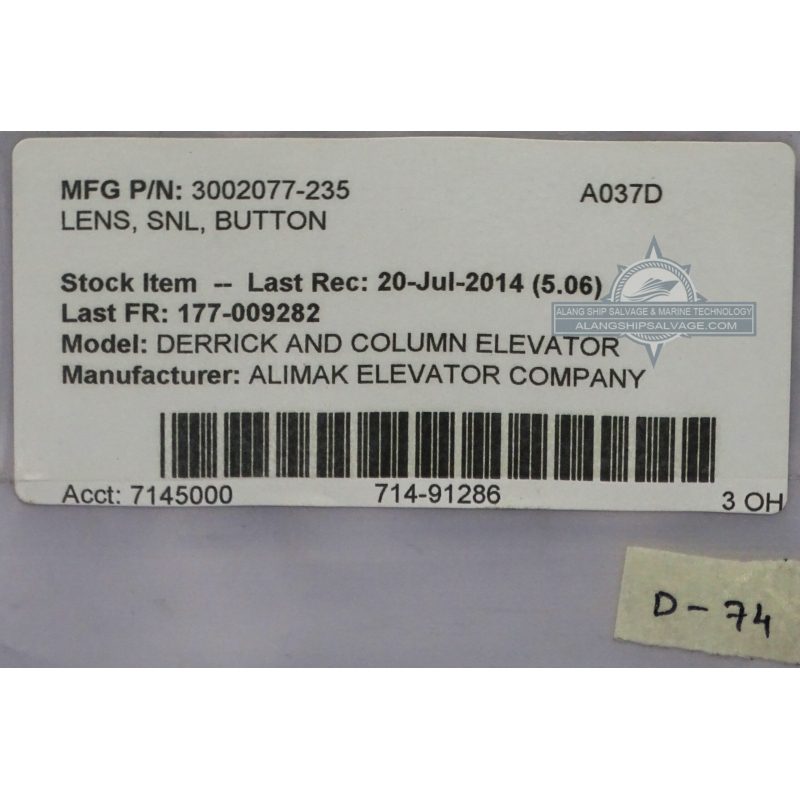 MFG P/N: 3002077-235 A037D
LENS, SNL, BUTTON
Stock Item -- Last Rec: 20-Jul-2014 (5.06)
Last FR: 177-009282
Model: DERRICK AND COLUMN ELEVATOR
Manufacturer: ALIMAK ELEVATOR COMPANY
Acct: 7145000 714-91286 3 OH
ALANG SHIP SALVAGE & MARINE TECHNOLOGY
ALANGSHIPSALVAGE.COM
D-74